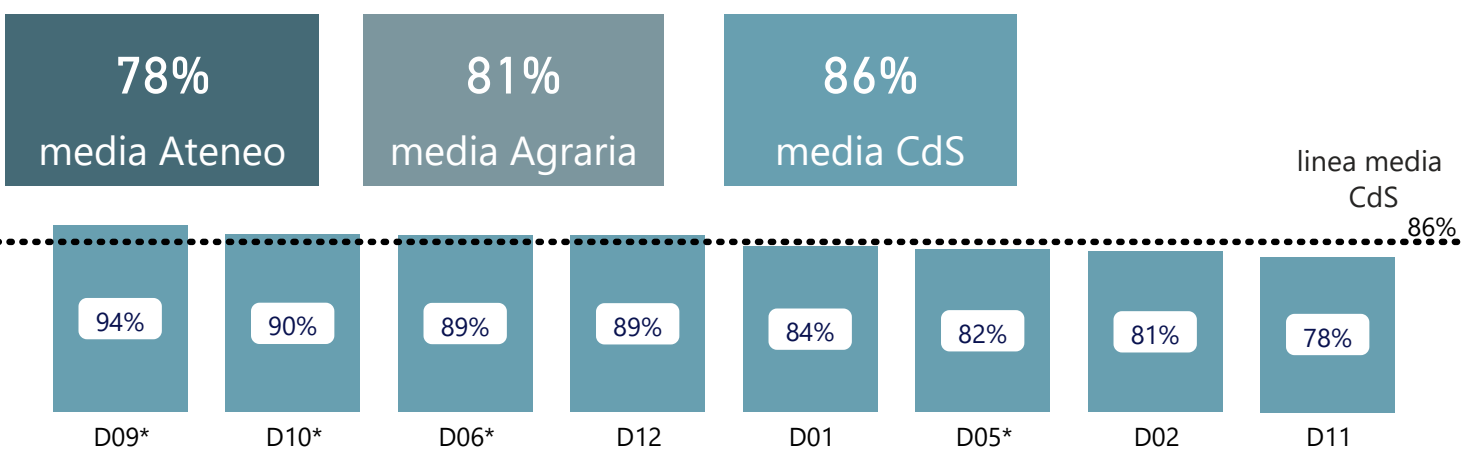 78%
media Ateneo
81%
media Agraria
86%
media CdS
linea media
CdS
86%
94%
90%
89%
89%
84%
82%
81%
78%
D09*
D10*
D06*
D12
D01
D05*
D02
D11